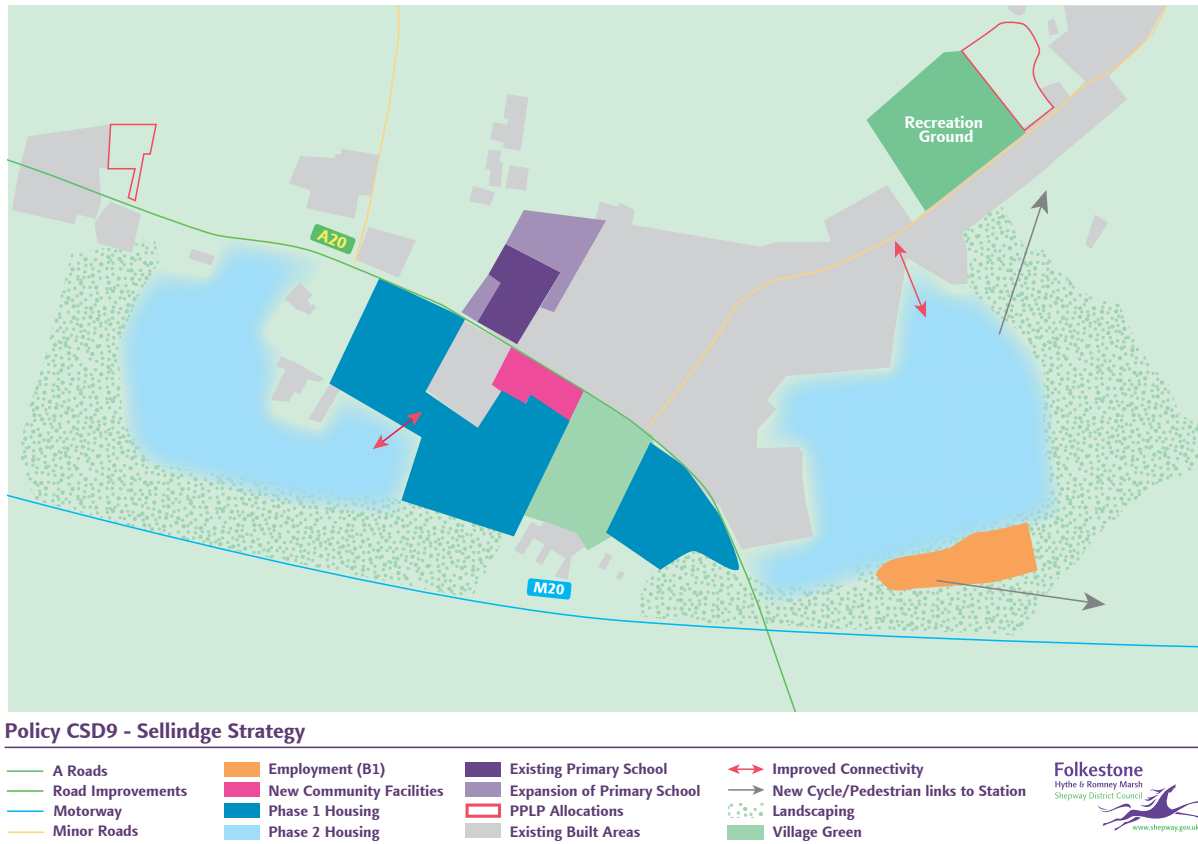 Recreation
Ground
A20
M20
Policy CSD9 - Sellindge Strategy
A Roads
Road Improvements
Motorway
Minor Roads
Employment (B1)
New Community Facilities
Phase 1 Housing
Phase 2 Housing
Existing Primary School
Expansion of Primary School
PPLP Allocations
Existing Built Areas
Improved Connectivity
New Cycle/Pedestrian links to Station
Landscaping
Village Green
Folkestone
Hythe & Romney Marsh
Shepway District Council
www.shepway.gov.uk